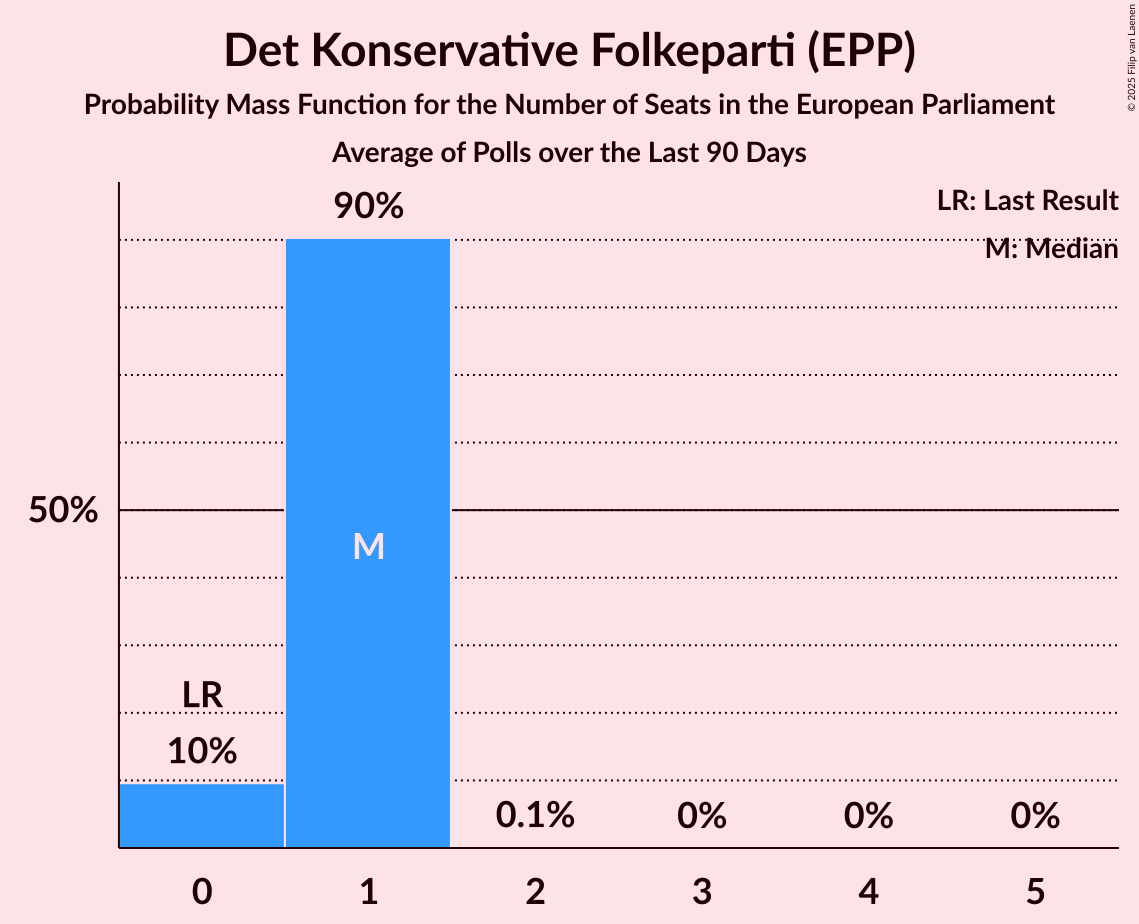 Det Konservative Folkeparti (EPP)
Probability Mass Function for the Number of Seats in the European Parliament
Average of Polls over the Last 90 Days
© 2025 Filip van Laenen
LR: Last Result
M: Median
90%
50%
M
LR
10%
0.1%
0%
0%
0%
0
1
2
3
4
5